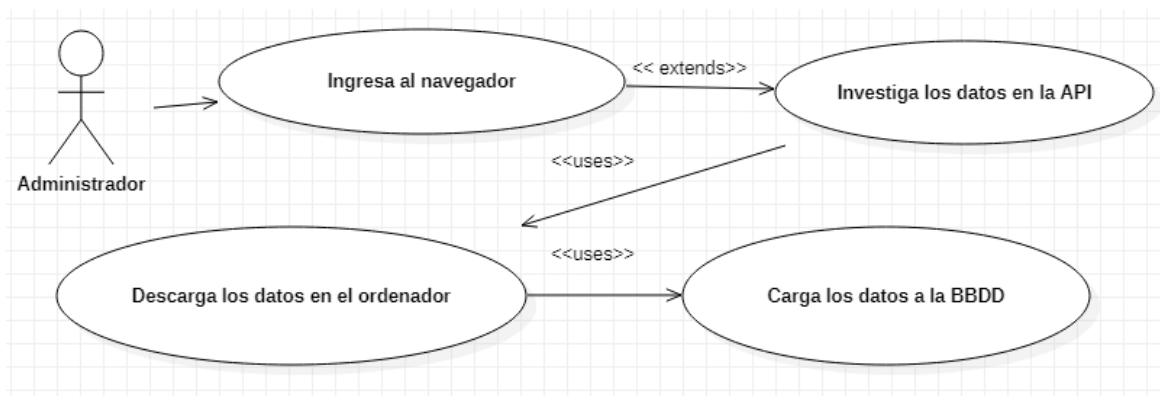 Ingresa al navegador
<< extends>>
Investiga los datos en la API
Administrador
<<uses>>
<<uses>>
Descarga los datos en el ordenador
Carga los datos a la BBDD